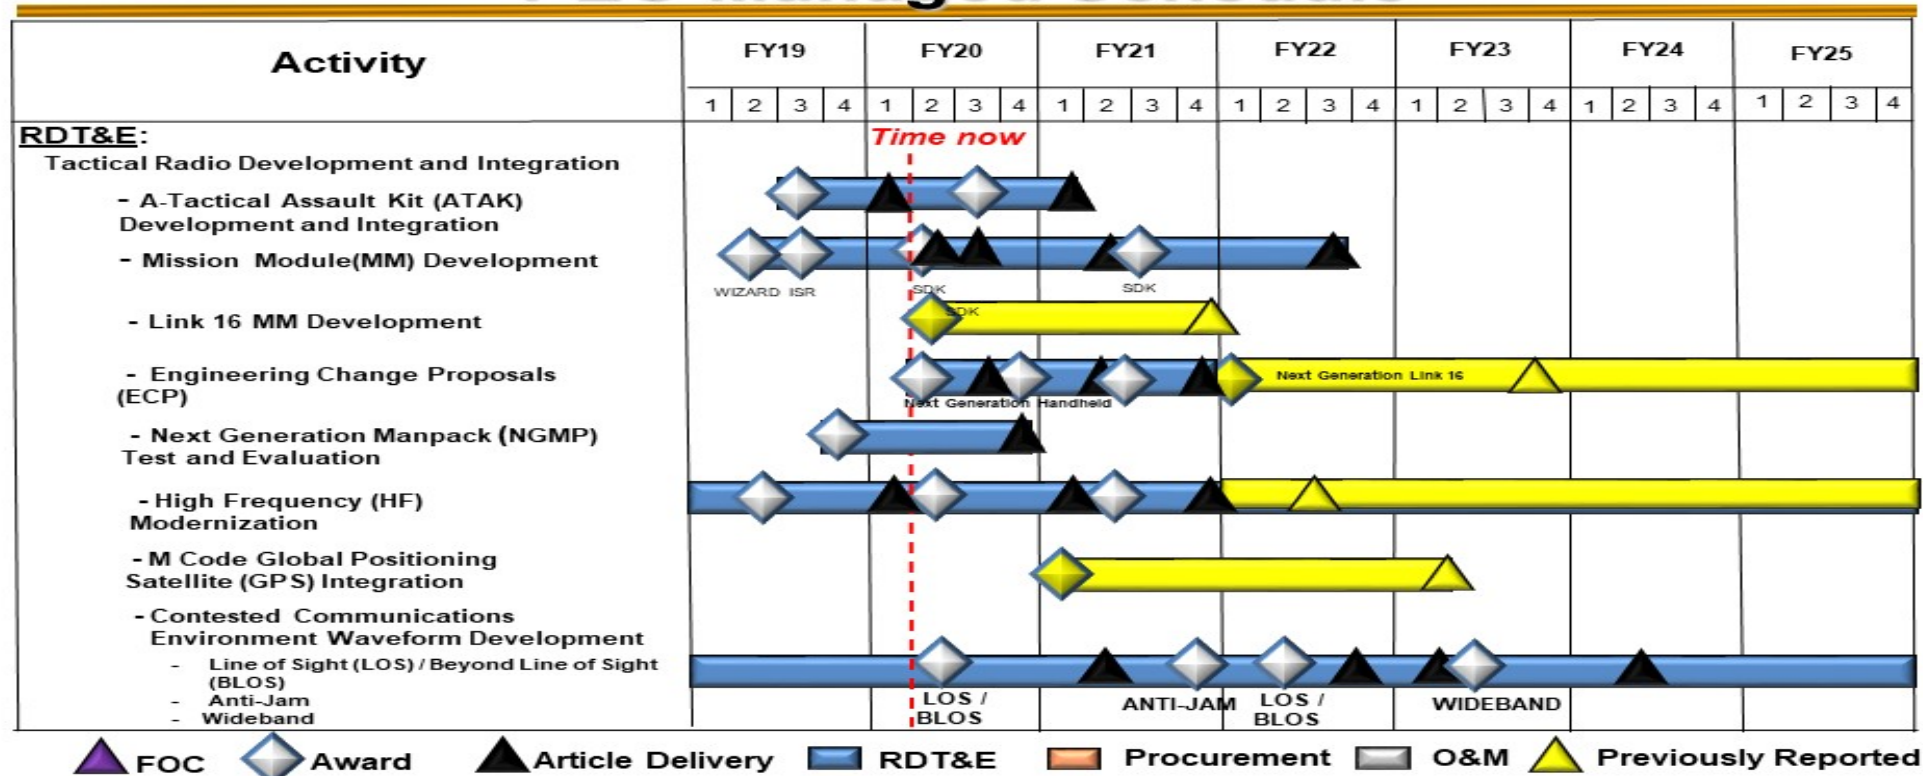 Activity
FY19 FY20 FY21 FY22 FY23 FY24 FY25
1 2 3 4 1 2 3 4 1 2 3 4 1 2 3 4 1 2 3 4 1 2 3 4 1 2 3 4
RDT&E:
Time now
Tactical Radio Development and Integration
- A-Tactical Assault Kit (ATAK)
Development and Integration
- Mission Module(MM) Development
WIZARD ISR SDK SDK
- Link 16 MM Development
SDK
- Engineering Change Proposals
(ECP)
Next Generation Link 16
Next Generation Handheld
- Next Generation Manpack (NGMP)
Test and Evaluation
- High Frequency (HF)
Modernization
- M Code Global Positioning
Satellite (GPS) Integration
- Contested Communications
Environment Waveform Development
- Line of Sight (LOS) / Beyond Line of Sight
(BLOS)
- Anti-Jam
- Wideband
LOS /
BLOS
ANTI-JAM
LOS /
BLOS
WIDEBAND
FOC Award Article Delivery RDT&E Procurement O&M Previously Reported